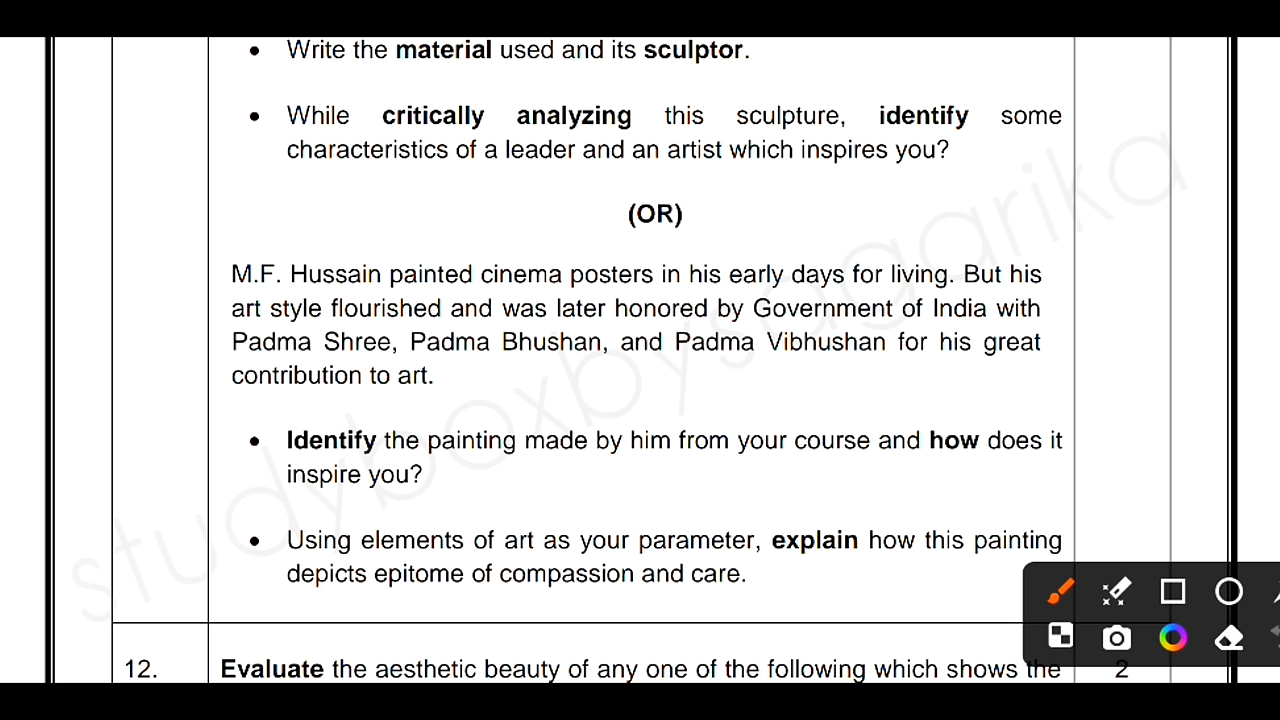 • Write the material used and its sculptor.
• While critically analyzing this sculpture, identify some
characteristics of a leader and an artist which inspires you?
(OR)
M.F. Hussain painted cinema posters in his early days for living. But his
art style flourished and was later honored by Government of India with
Padma Shree, Padma Bhushan, and Padma Vibhushan for his great
contribution to art.
• Identify the painting made by him from your course and how does it
inspire you?
• Using elements of art as your parameter, explain how this painting
depicts epitome of compassion and care.
12. Evaluate the aesthetic beauty of any one of the following which shows the 2
studyboxbysagarika